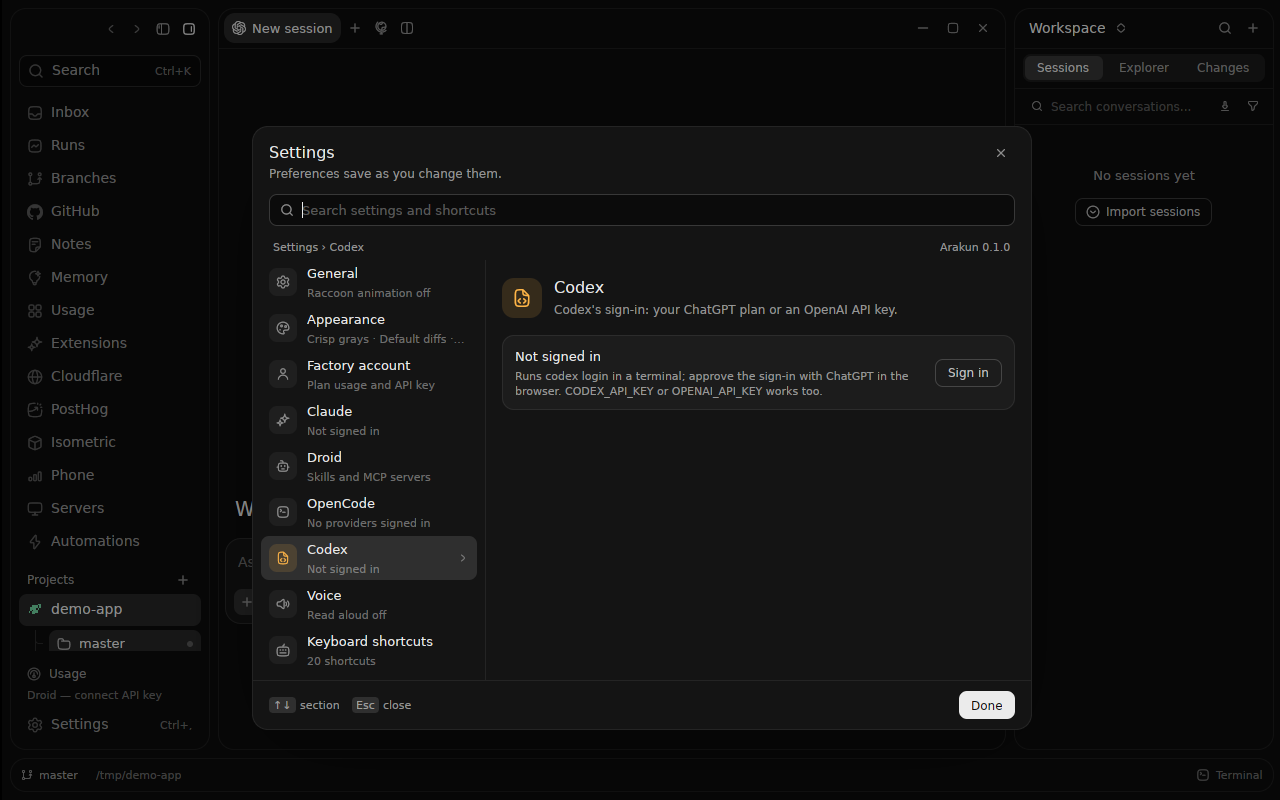 New session
Workspace
Search Ctrl+K
Inbox
Runs
Branches
GitHub
Notes
Memory
Usage
Extensions
Cloudflare
PostHog
Isometric
Phone
Servers
Automations
Projects
demo-app
master
Usage
Droid — connect API key
Settings Ctrl+,
Settings
Preferences save as you change them.
Search settings and shortcuts
Settings › Codex
Arakun 0.1.0
General
Raccoon animation off
Appearance
Crisp grays · Default diffs ·…
Factory account
Plan usage and API key
Claude
Not signed in
Droid
Skills and MCP servers
OpenCode
No providers signed in
Codex
Not signed in
Voice
Read aloud off
Keyboard shortcuts
20 shortcuts
Codex
Codex's sign-in: your ChatGPT plan or an OpenAI API key.
Not signed in
Runs codex login in a terminal; approve the sign-in with ChatGPT in the
browser. CODEX_API_KEY or OPENAI_API_KEY works too.
Sign in
↑↓ section Esc close
Done
Sessions Explorer Changes
Search conversations...
No sessions yet
Import sessions
master /tmp/demo-app
Terminal